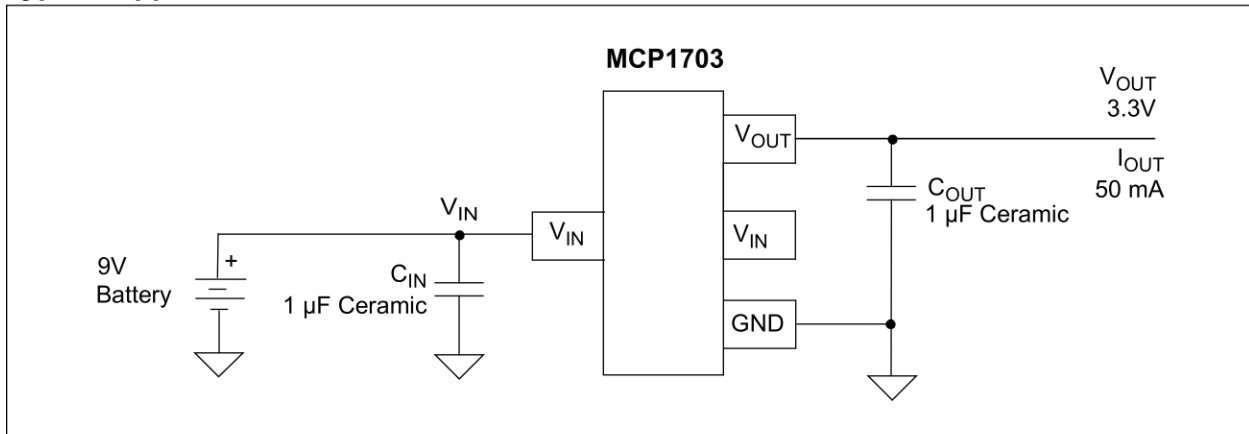 MCP1703
V_OUT
3.3V
V_OUT
I_OUT
50 mA
C_OUT
1 µF Ceramic
V_IN
V_IN
V_IN
9V
Battery
+
C_IN
1 µF Ceramic
GND